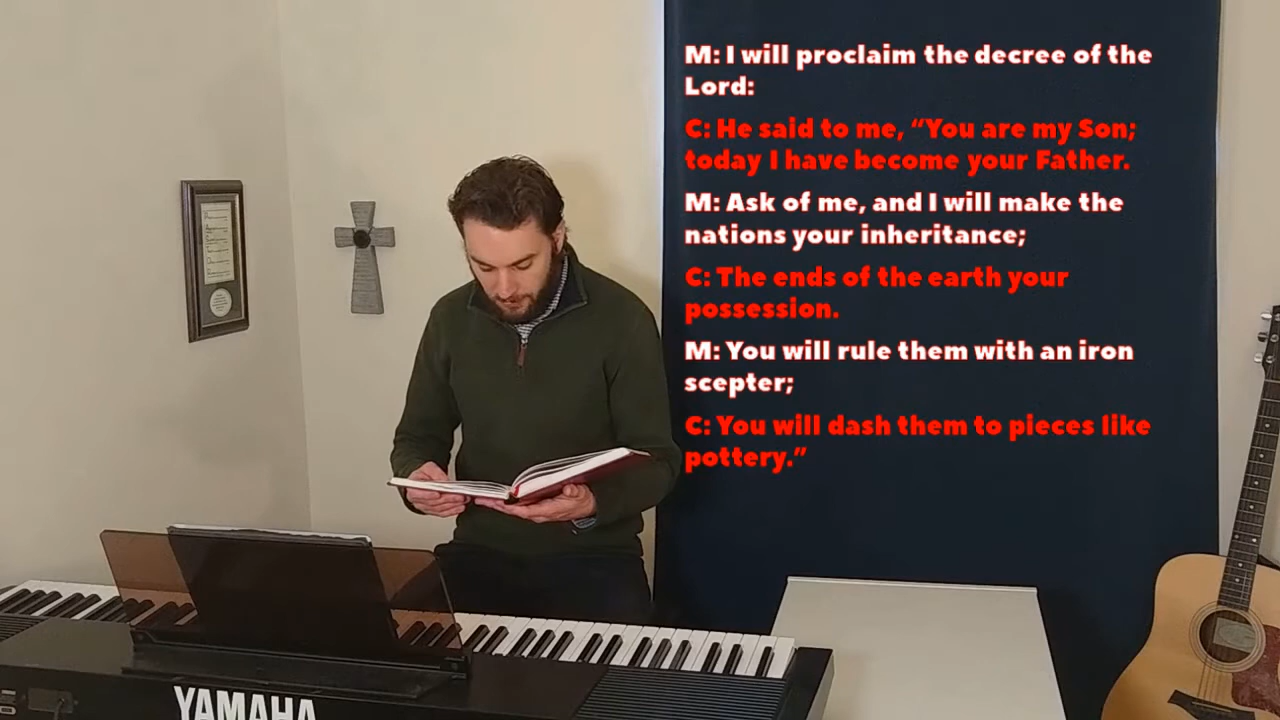 M: I will proclaim the decree of the
Lord:
C: He said to me, “You are my Son;
today I have become your Father.
M: Ask of me, and I will make the
nations your inheritance;
C: The ends of the earth your
possession.
M: You will rule them with an iron
scepter;
C: You will dash them to pieces like
pottery.”
YAMAHA